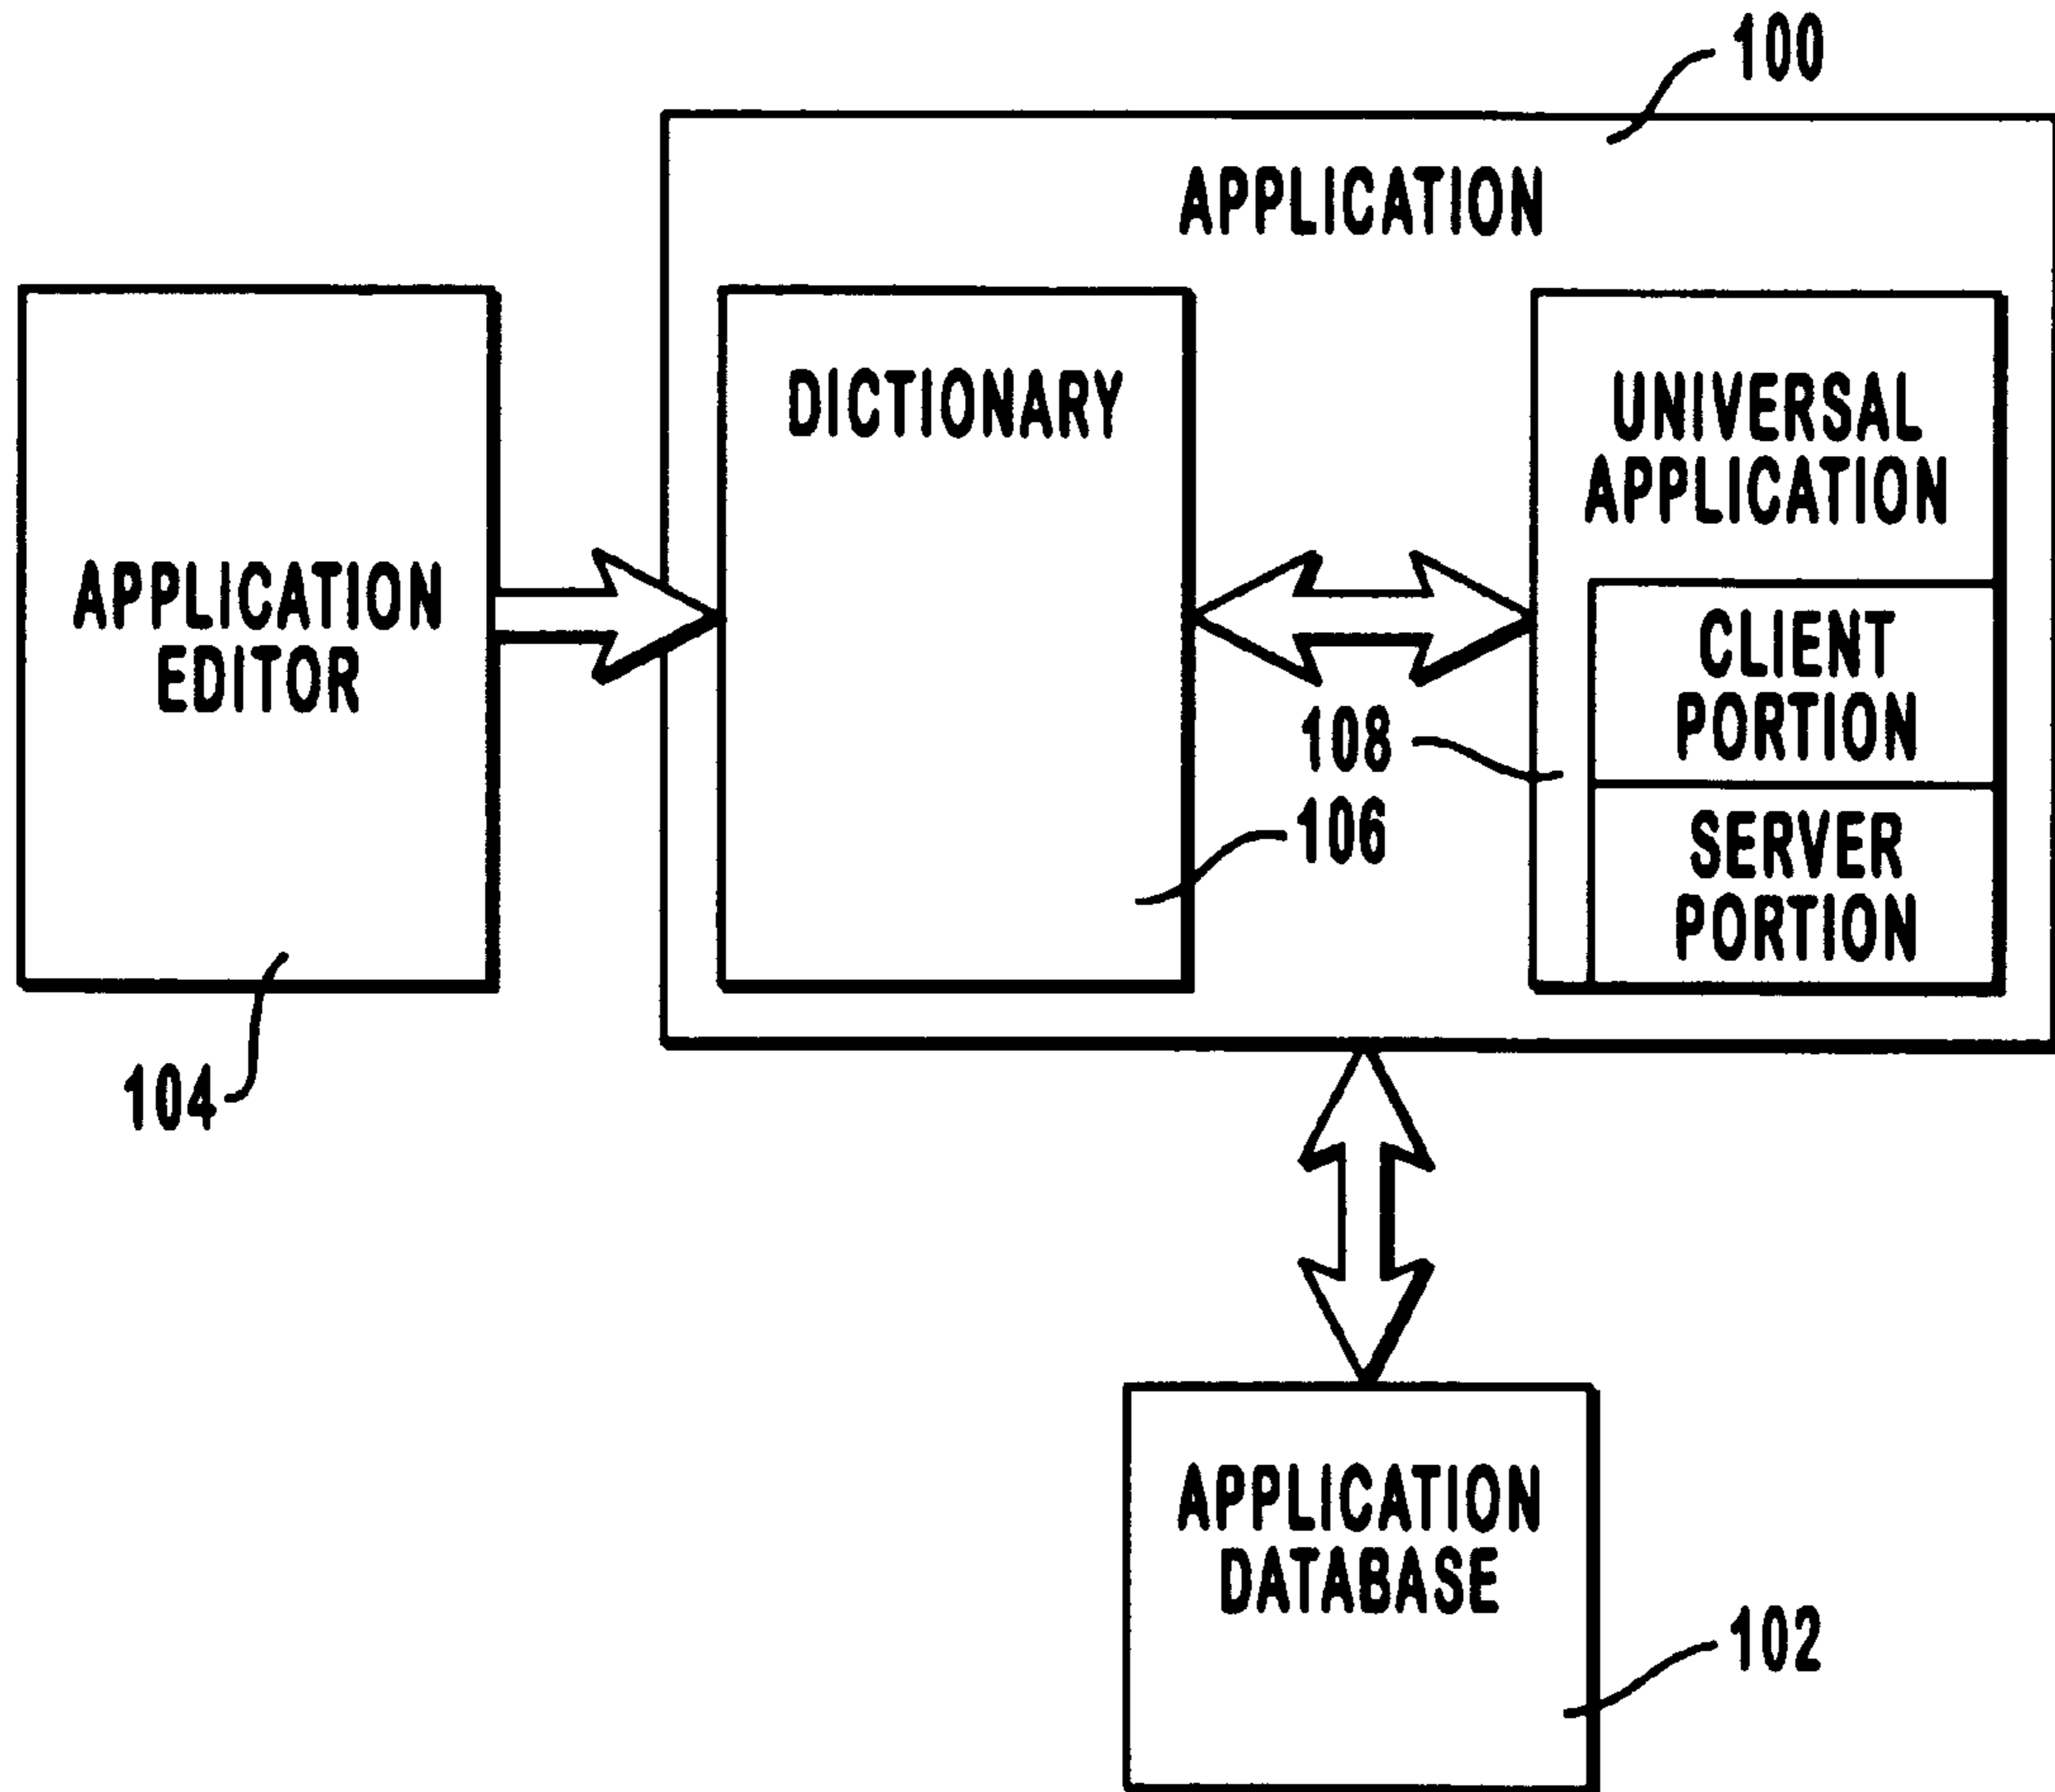 100
APPLICATION
DICTIONARY
UNIVERSAL
APPLICATION
APPLICATION
EDITOR
CLIENT
PORTION
108
106
SERVER
PORTION
104
APPLICATION
DATABASE
102